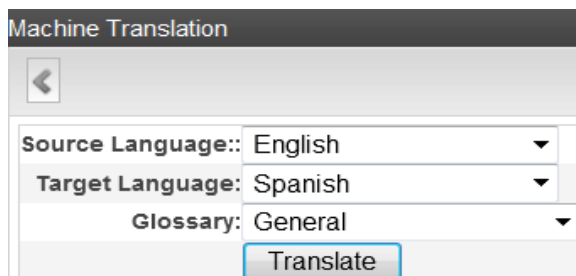 Machine Translation
Source Language:: English
Target Language: Spanish
Glossary: General
Translate